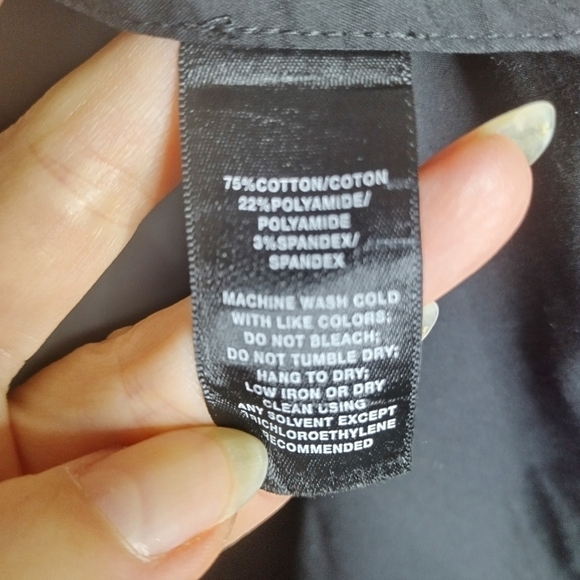 75%COTTON/COTON
22%POLYAMIDE/
POLYAMIDE
3%SPANDEX/
SPANDEX
MACHINE WASH COLD
WITH LIKE COLORS;
DO NOT BLEACH;
DO NOT TUMBLE DRY;
HANG TO DRY;
LOW IRON OR DRY
CLEAN USING
ANY SOLVENT EXCEPT
TRICHLOROETHYLENE
RECOMMENDED